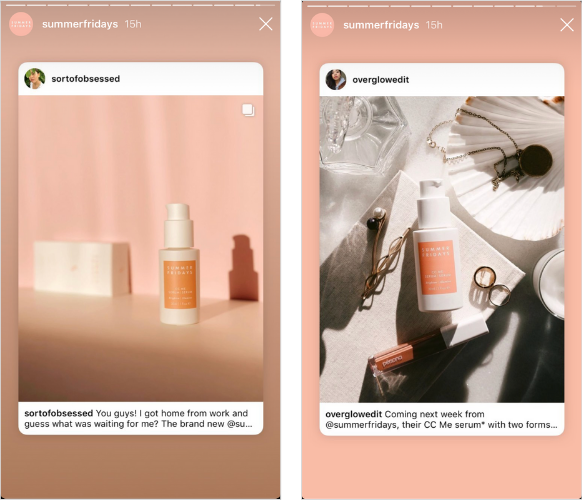 summerfridays 15h
sortofobsessed
SUMMER
FRIDAYS
sortofobsessed You guys! I got home from work and
guess what was waiting for me? The brand new @su...
summerfridays 15h
overglowedit
SUMMER
FRIDAYS
overglowedit Coming next week from
@summerfridays, their CC Me serum* with two forms...